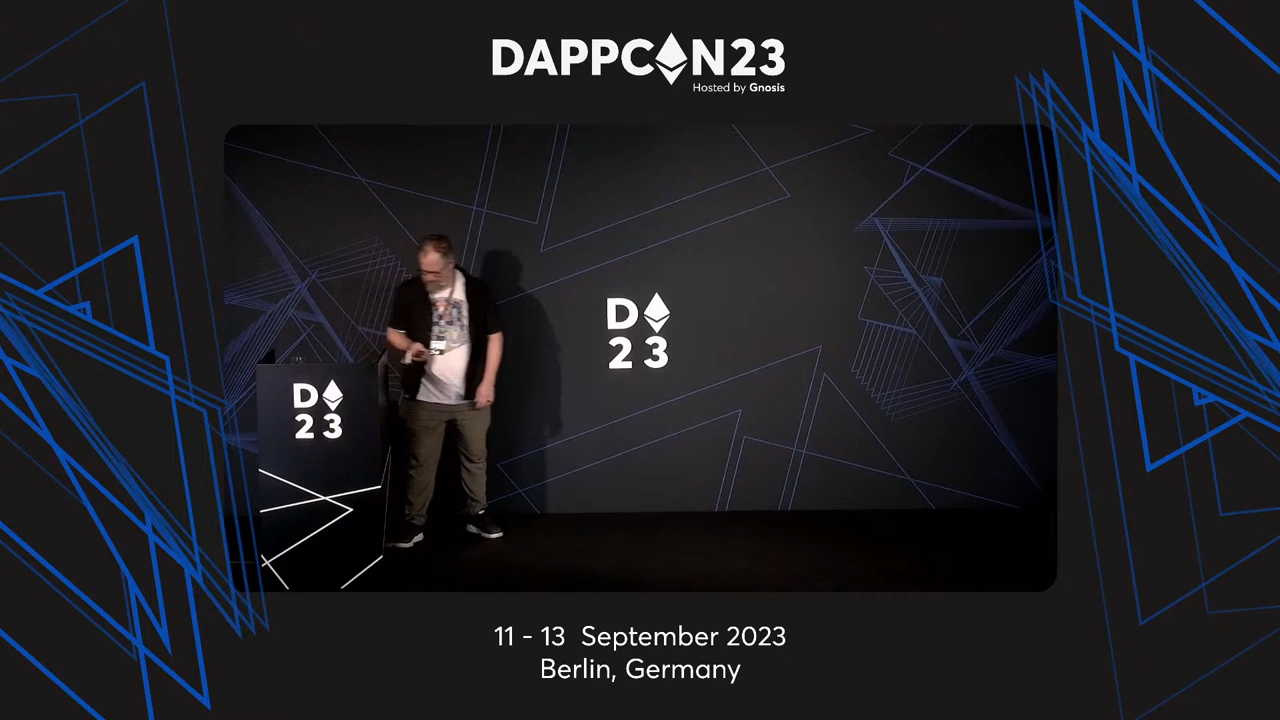 DAPPCON23
Hosted by Gnosis
D
23
D
23
11 - 13 September 2023
Berlin, Germany